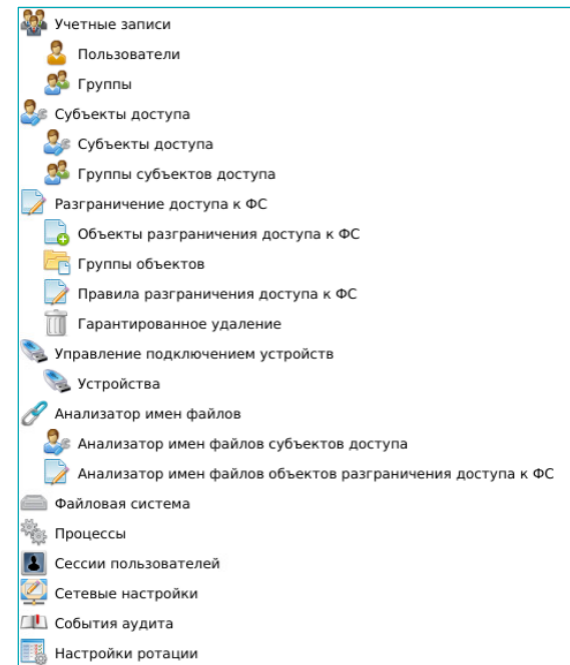 Учетные записи
Пользователи
Группы
Субъекты доступа
Субъекты доступа
Группы субъектов доступа
Разграничение доступа к ФС
Объекты разграничения доступа к ФС
Группы объектов
Правила разграничения доступа к ФС
Гарантированное удаление
Управление подключением устройств
Устройства
Анализатор имен файлов
Анализатор имен файлов субъектов доступа
Анализатор имен файлов объектов разграничения доступа к ФС
Файловая система
Процессы
Сессии пользователей
Сетевые настройки
События аудита
Настройки ротации